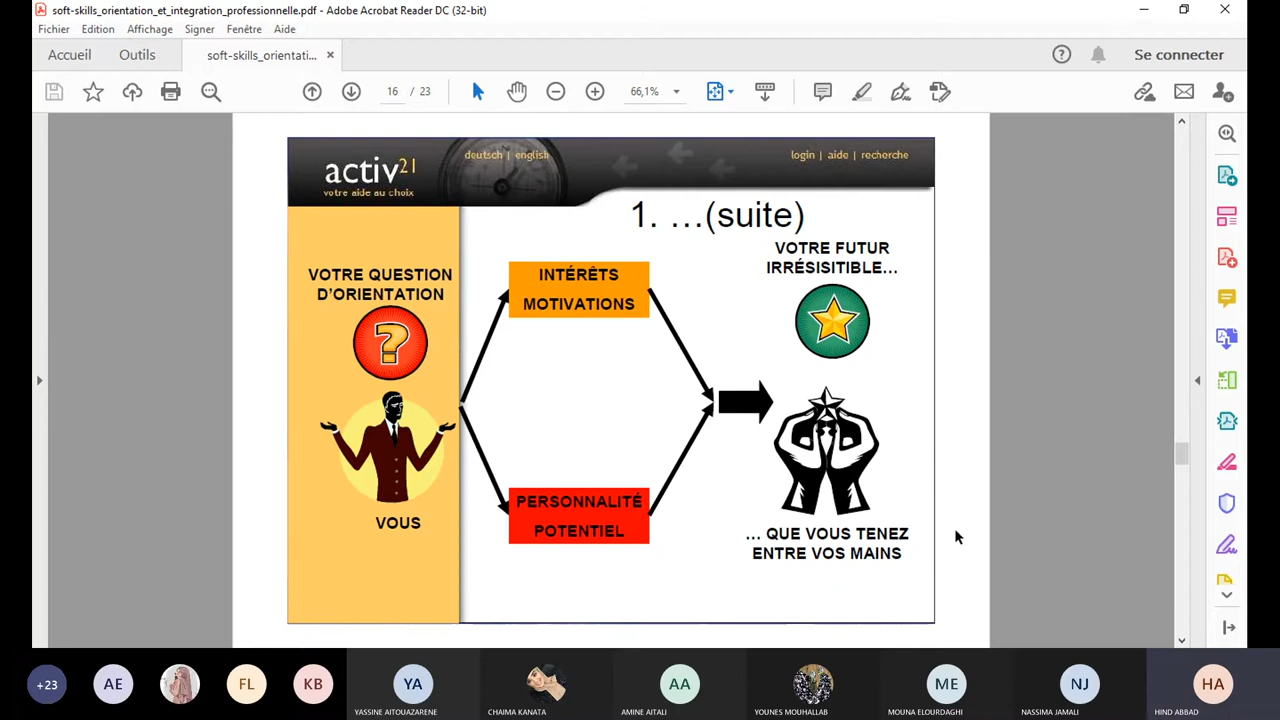 soft-skills_orientation_et_integration_professionnelle.pdf - Adobe Acrobat Reader DC (32-bit)
Fichier Edition Affichage Signer Fenêtre Aide
Accueil Outils soft-skills_orientati... × Se connecter
16 / 23 66,1%
activ21
votre aide au choix
deutsch | english
login | aide | recherche
1. …(suite)
VOTRE QUESTION
D’ORIENTATION
?
VOUS
INTÉRÊTS
MOTIVATIONS
PERSONNALITÉ
POTENTIEL
VOTRE FUTUR
IRRÉSISITIBLE…
… QUE VOUS TENEZ
ENTRE VOS MAINS
+23 AE FL KB YA AA ME NJ HA
YASSINE AITOUAZARENE CHAIMA KANATA AMINE AITALI YOUNES MOUHALLAB MOUNA ELOURDAGHI NASSIMA JAMALI HIND ABBAD